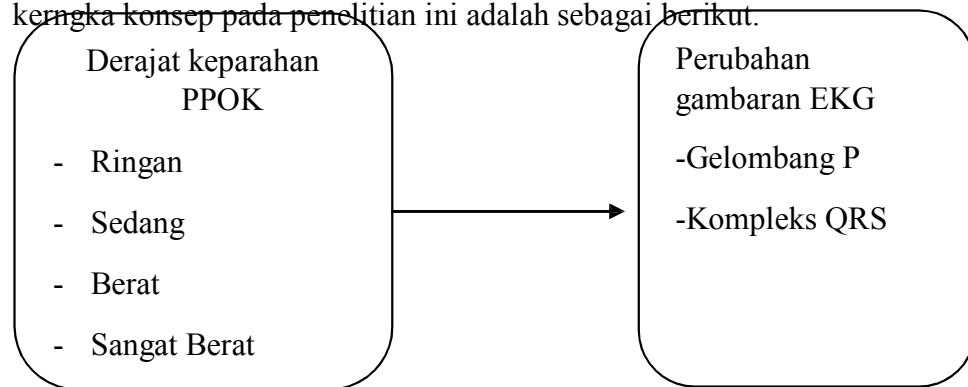 kerngka konsep pada penelitian ini adalah sebagai berikut.
Derajat keparahan
PPOK
- Ringan
- Sedang
- Berat
- Sangat Berat
Perubahan
gambaran EKG
-Gelombang P
-Kompleks QRS